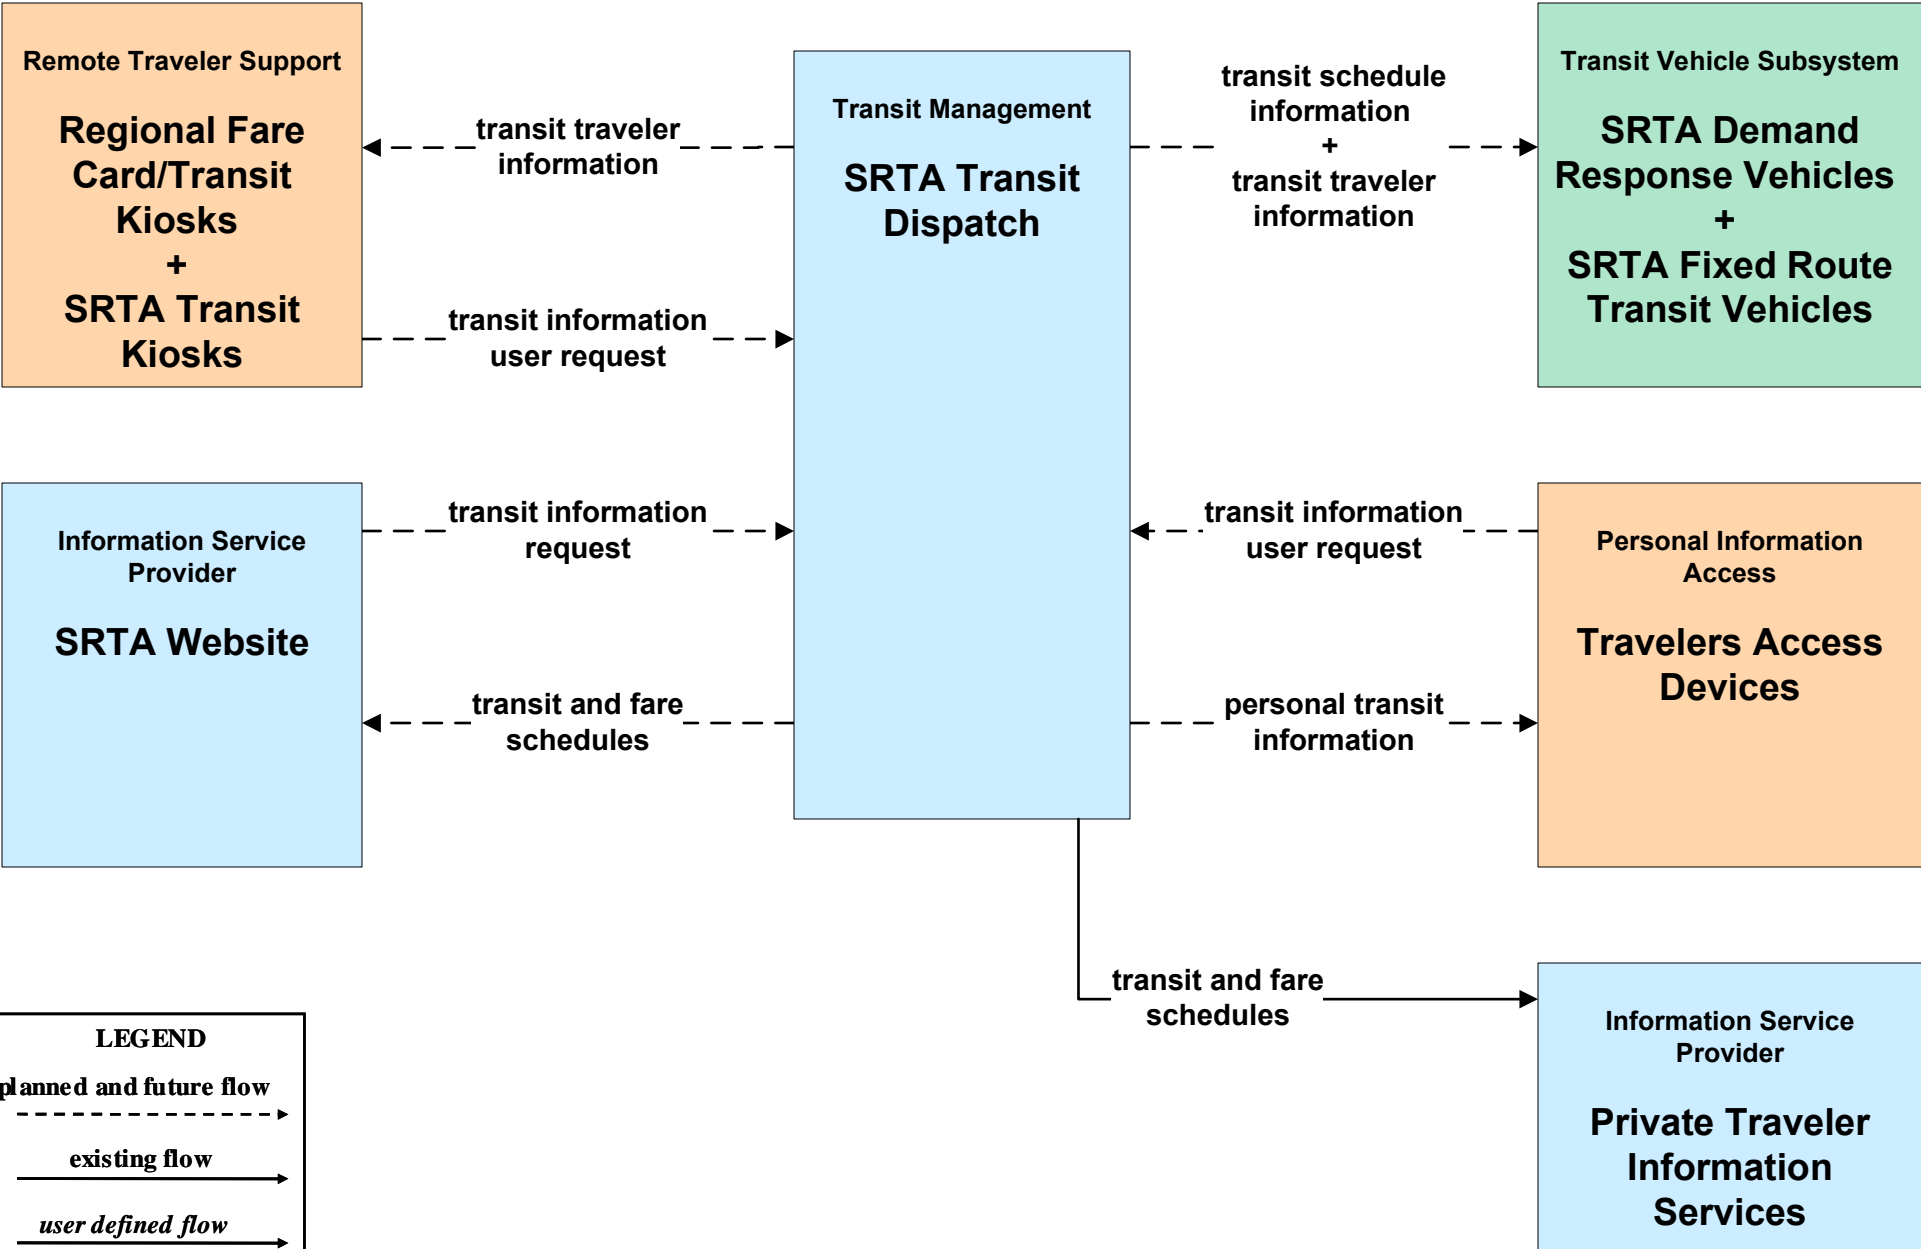 Remote Traveler Support
Regional Fare
Card/Transit
Kiosks
+
SRTA Transit
Kiosks
transit traveler
information
transit information
user request
Transit Management
SRTA Transit
Dispatch
transit schedule
information
+
transit traveler
information
Transit Vehicle Subsystem
SRTA Demand
Response Vehicles
+
SRTA Fixed Route
Transit Vehicles
Information Service
Provider
SRTA Website
transit information
request
transit and fare
schedules
transit information
user request
personal transit
information
Personal Information
Access
Travelers Access
Devices
transit and fare
schedules
Information Service
Provider
Private Traveler
Information
Services
LEGEND
planned and future flow
existing flow
user defined flow